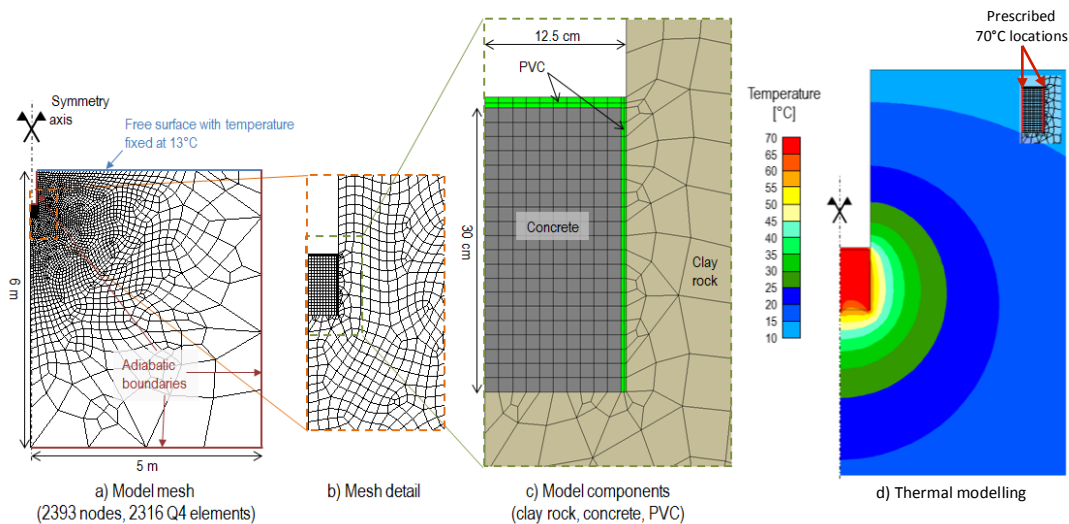 Symmetry
axis
Free surface with temperature
fixed at 13°C
6 m
Adiabatic
boundaries
5 m
a) Model mesh
(2393 nodes, 2316 Q4 elements)
b) Mesh detail
12.5 cm
PVC
30 cm
Concrete
Clay
rock
c) Model components
(clay rock, concrete, PVC)
Prescribed
70°C locations
Temperature
[°C]
70
65
60
55
50
45
40
35
30
25
20
15
10
d) Thermal modelling